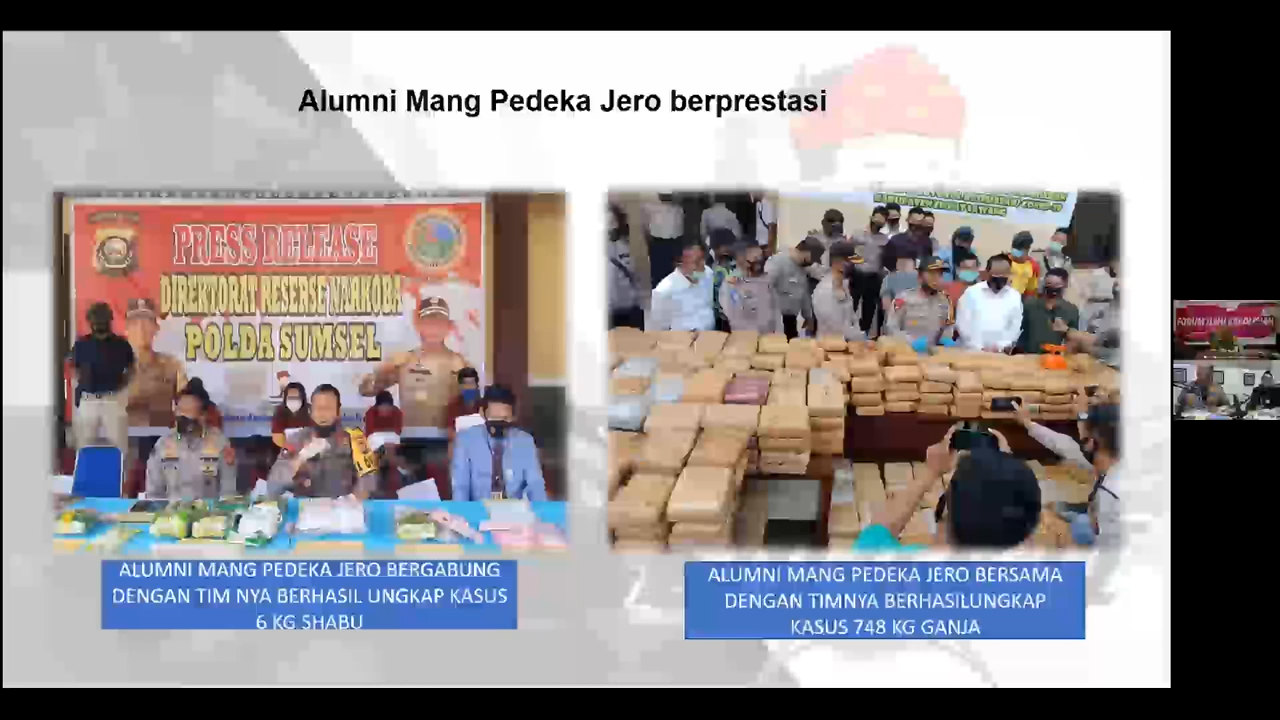 Alumni Mang Pedeka Jero berprestasi
PRESS RELEASE
DIREKTORAT RESERSE NARKOBA
POLDA SUMSEL
ALUMNI MANG PEDEKA JERO BERGABUNG
DENGAN TIM NYA BERHASIL UNGKAP KASUS
6 KG SHABU
ALUMNI MANG PEDEKA JERO BERSAMA
DENGAN TIMNYA BERHASILUNGKAP
KASUS 748 KG GANJA